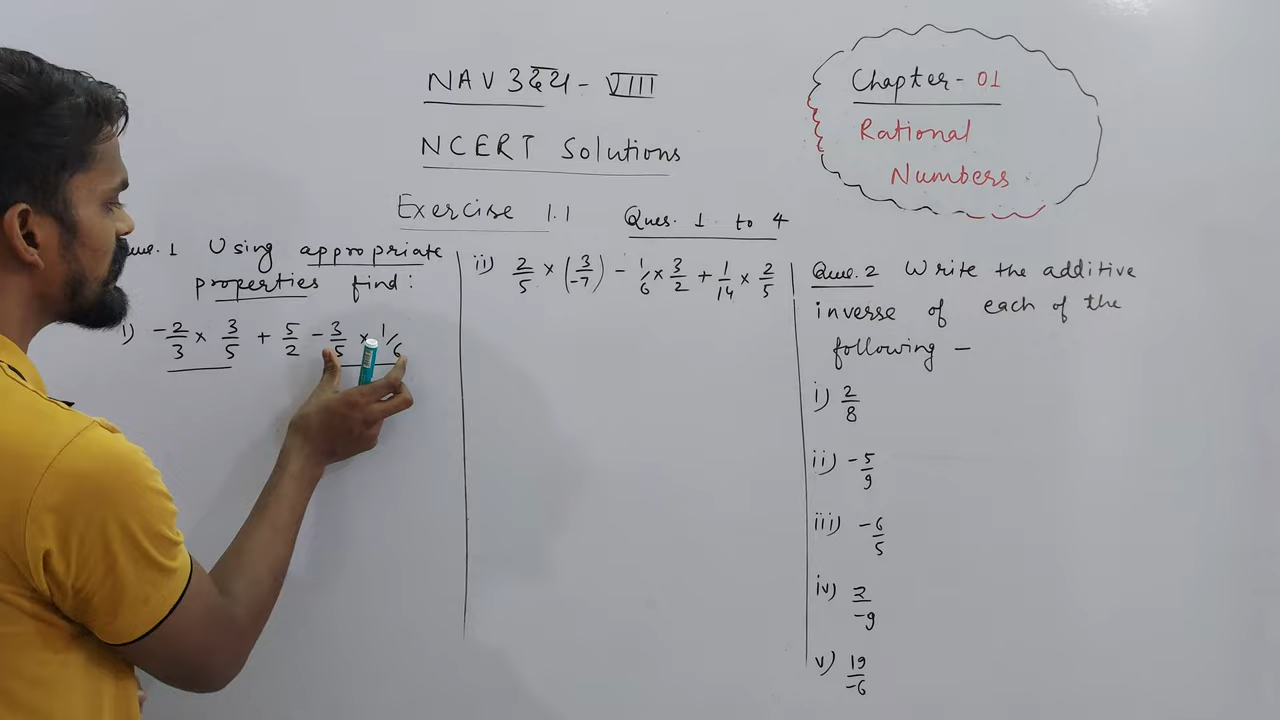 NAV 3नेत्र - VIII
NCERT Solutions
Exercise 1.1 Ques. 1 to 4
Chapter - 01
Rational
Numbers
1 Using appropriate
properties find:
i) -2/3 × 3/5 + 5/2 - 3/5 × 1/6
ii) 2/5 × (3/-7) - 1/6 × 3/2 + 1/14 × 2/5
Que. 2 Write the additive
inverse of each of the
following -
i) 2/8
ii) -5/9
iii) -6/5
iv) 2/-9
v) 19/-6